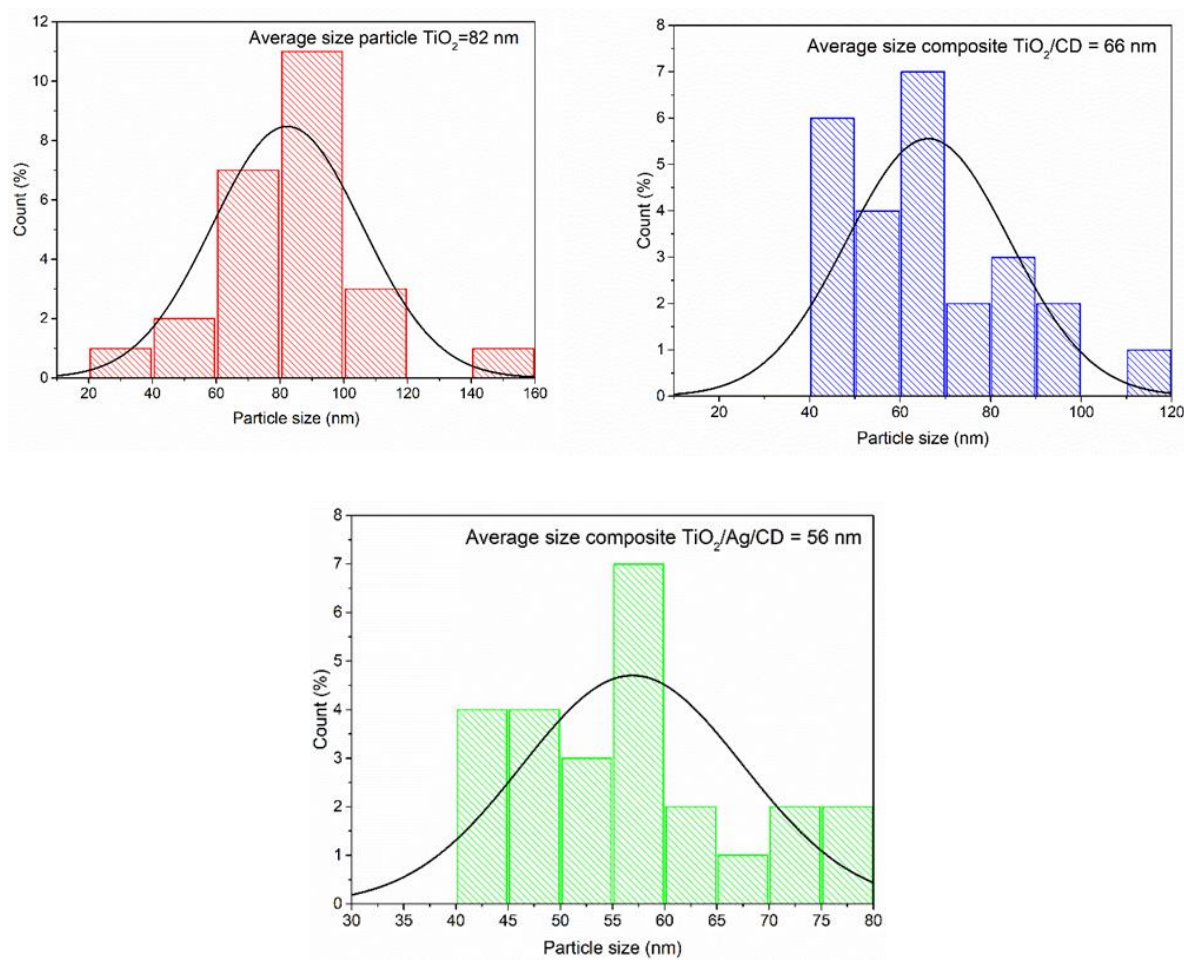 Average size particle TiO₂=82 nm
12
10
8
6
4
2
0
Count (%)
20 40 60 80 100 120 140 160
Particle size (nm)
Average size composite TiO₂/CD = 66 nm
8
7
6
5
4
3
2
1
0
Count (%)
20 40 60 80 100 120
Particle size (nm)
Average size composite TiO₂/Ag/CD = 56 nm
8
7
6
5
4
3
2
1
0
Count (%)
30 35 40 45 50 55 60 65 70 75 80
Particle size (nm)